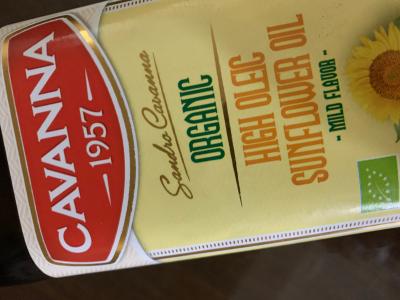 CAVANNA
- 1957 -
Sandro Cavanna
ORGANIC
HIGH OLEIC
SUNFLOWER OIL
- MILD FLAVOR -